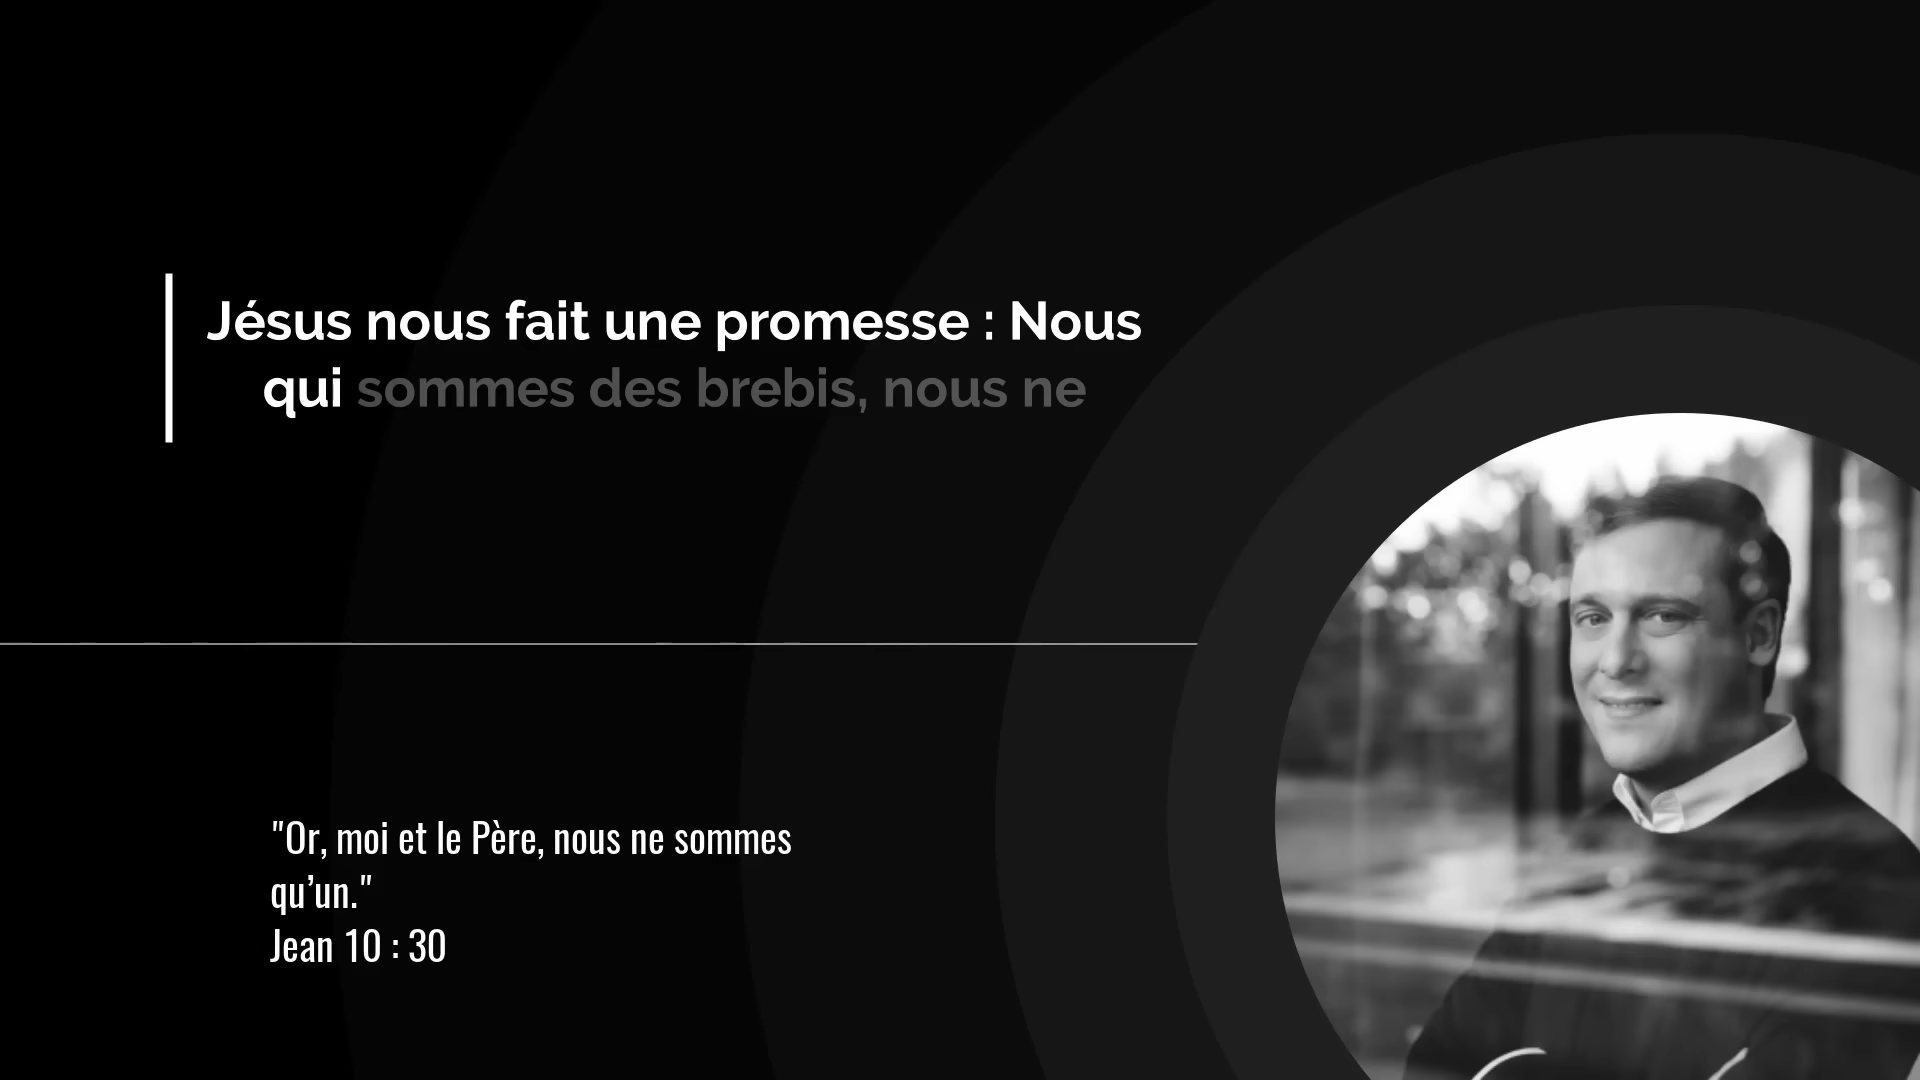 Jésus nous fait une promesse : Nous
qui sommes des brebis, nous ne
"Or, moi et le Père, nous ne sommes
qu’un."
Jean 10 : 30